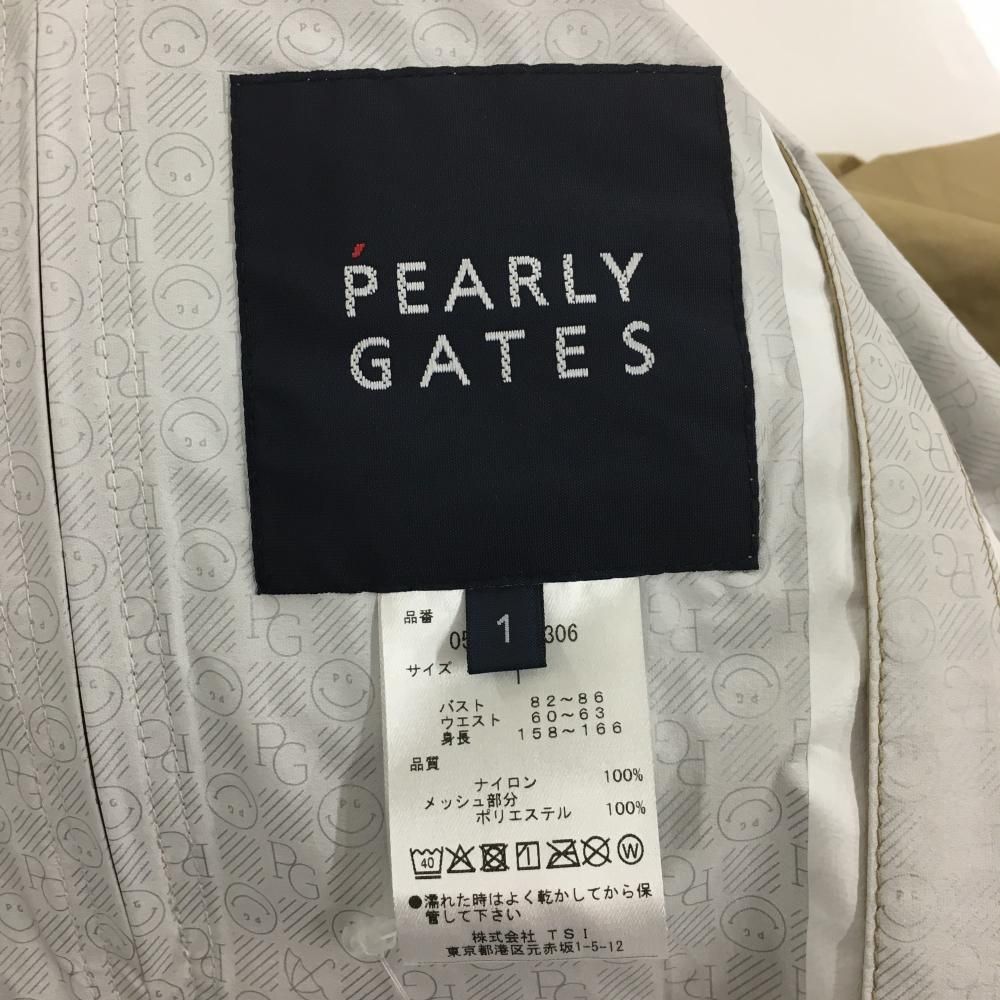 PEARLY
GATES
1
品番
306
サイズ
バスト 82～86
ウエスト 60～63
身長 158～166
品質
ナイロン 100%
メッシュ部分
ポリエステル 100%
40
W
●濡れた時はよく乾かしてから保
管して下さい
株式会社 TSI
東京都港区元赤坂1-5-12
PG